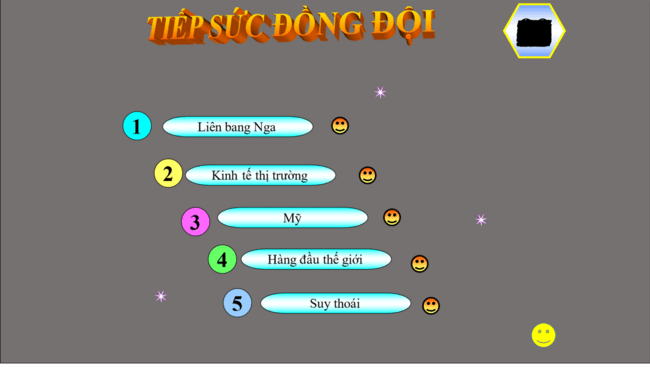 TIẾP SỨC ĐỒNG ĐỘI
1 Liên bang Nga
2 Kinh tế thị trường
3 Mỹ
4 Hàng đầu thế giới
5 Suy thoái